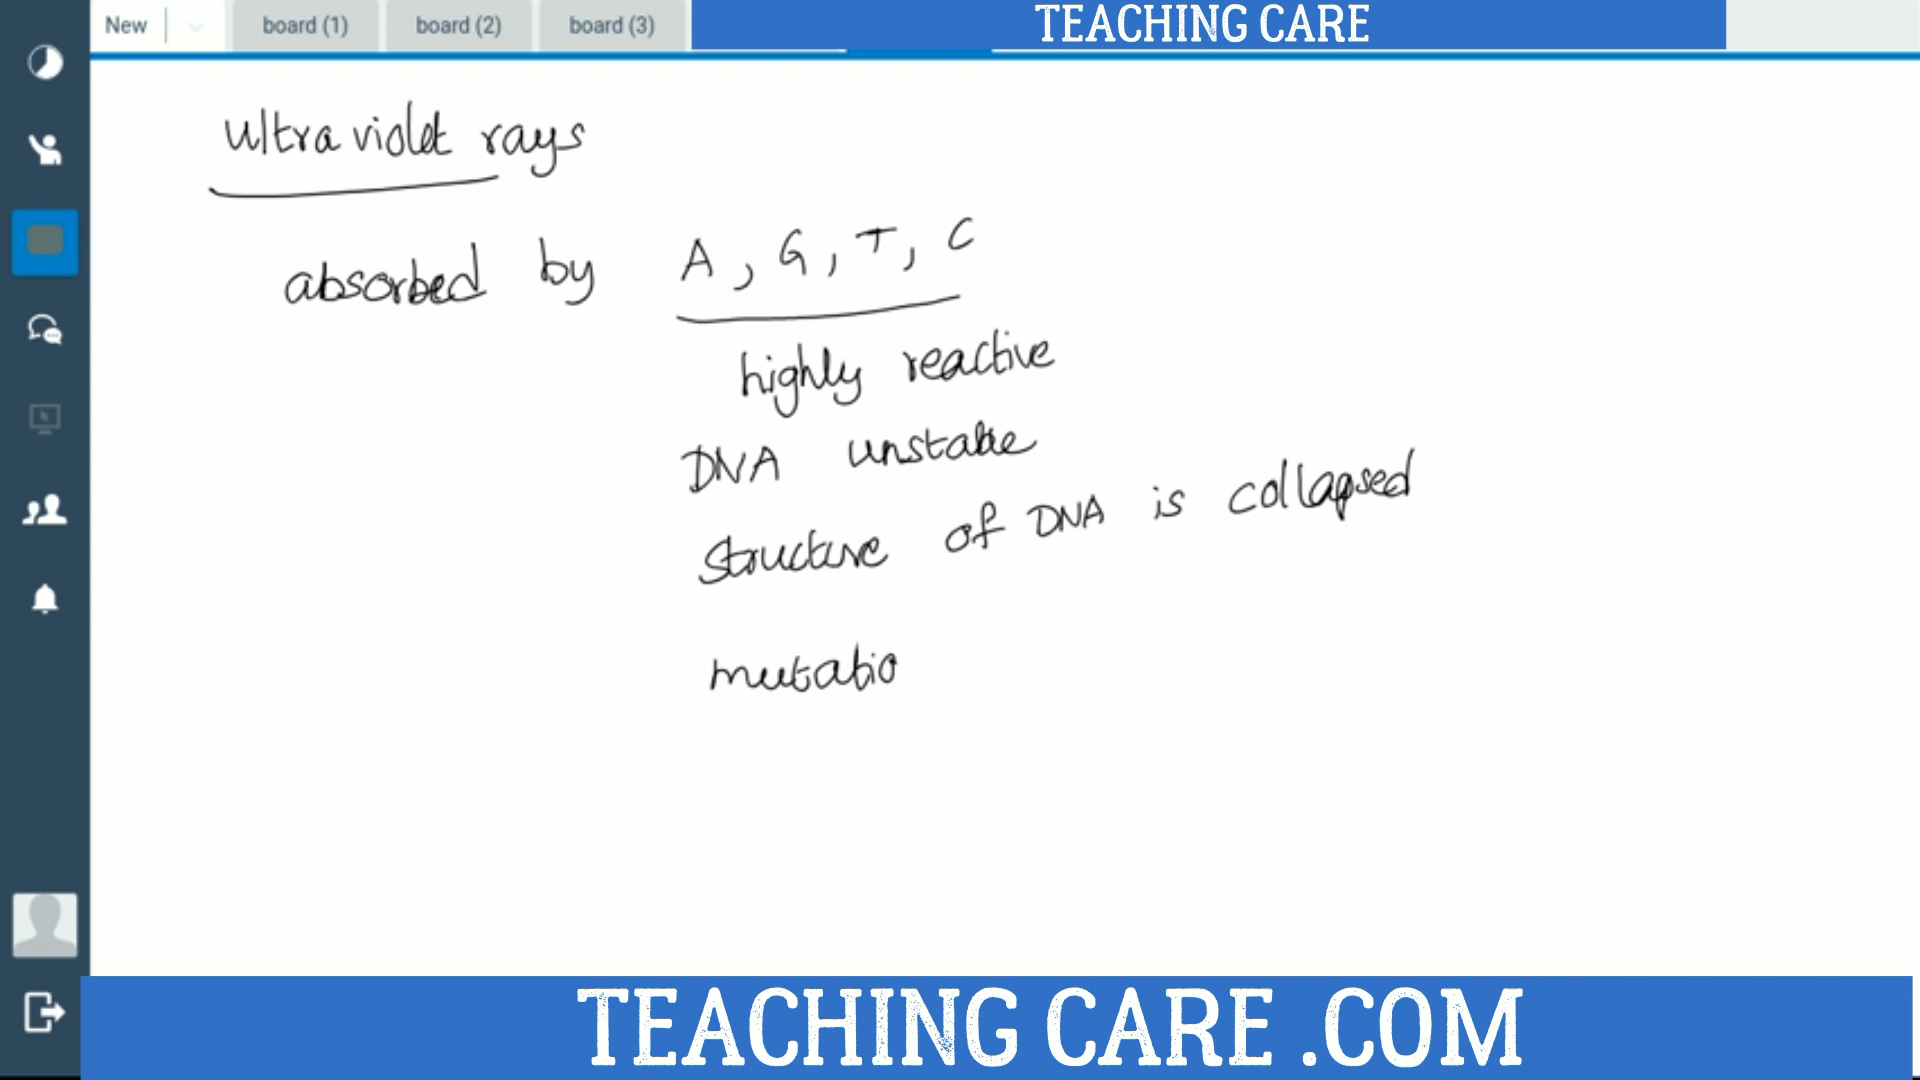 New board (1) board (2) board (3) TEACHING CARE
ultra violet rays
absorbed by A, G, T, C
highly reactive
DNA unstable
structure of DNA is collapsed
mutatio
TEACHING CARE .COM